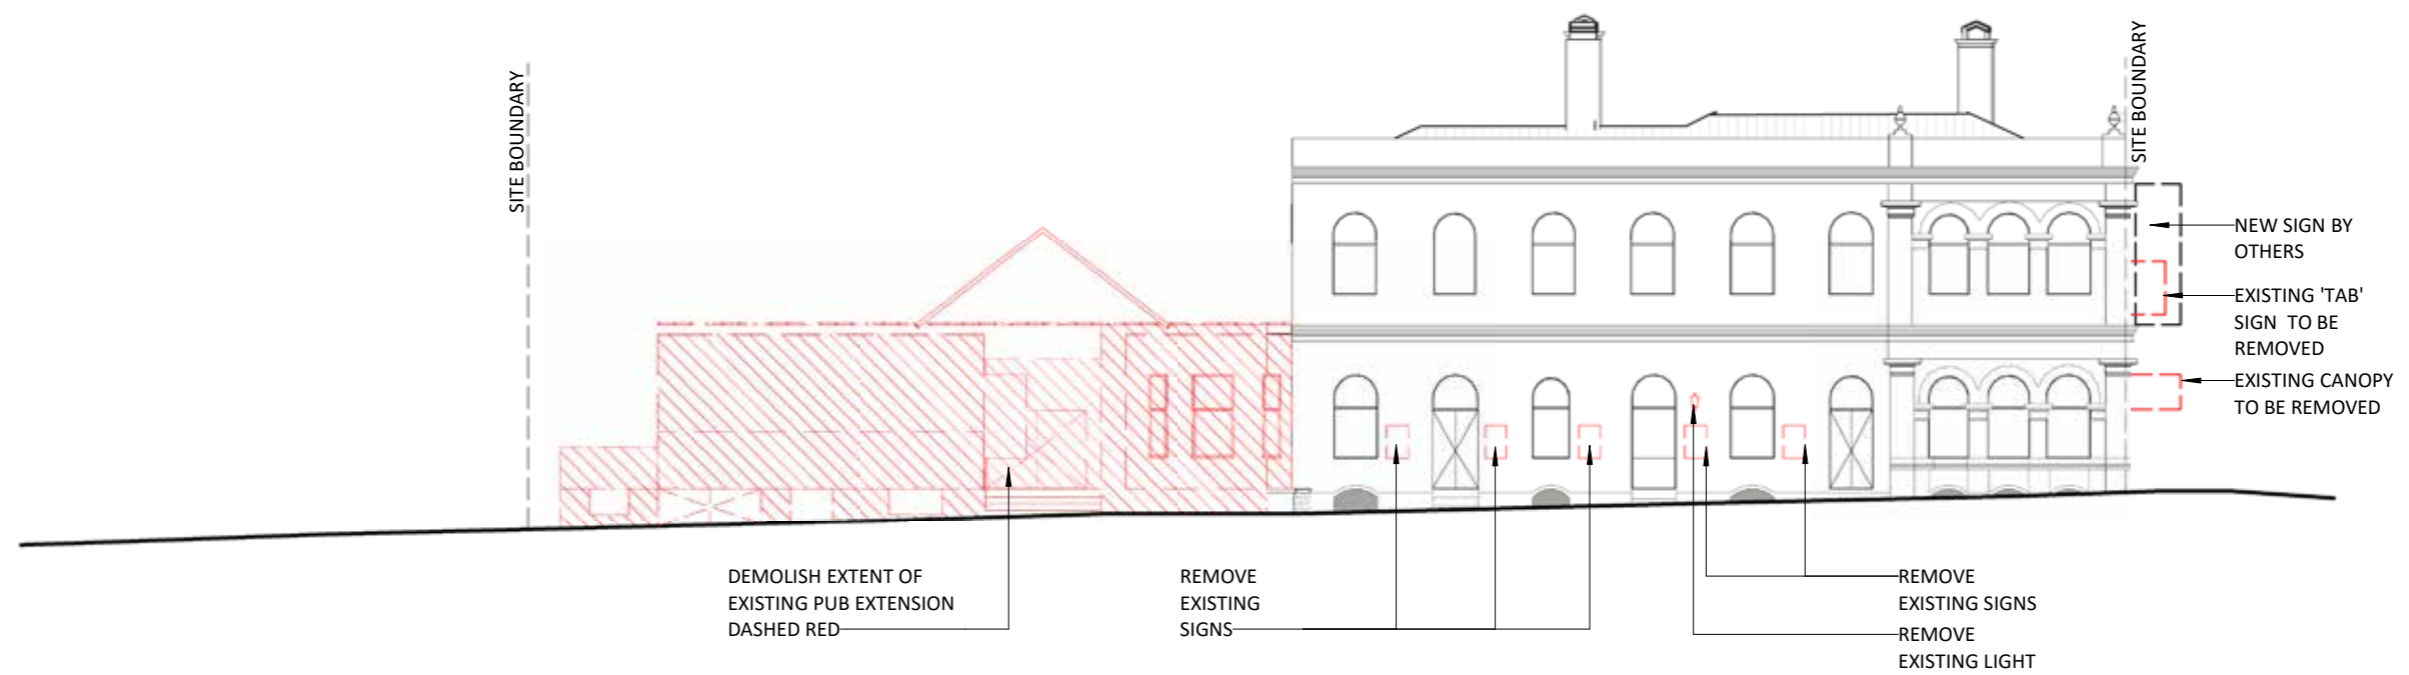 SITE BOUNDARY
SITE BOUNDARY
NEW SIGN BY
OTHERS
EXISTING 'TAB'
SIGN TO BE
REMOVED
EXISTING CANOPY
TO BE REMOVED
DEMOLISH EXTENT OF
EXISTING PUB EXTENSION
DASHED RED
REMOVE
EXISTING
SIGNS
REMOVE
EXISTING SIGNS
REMOVE
EXISTING LIGHT